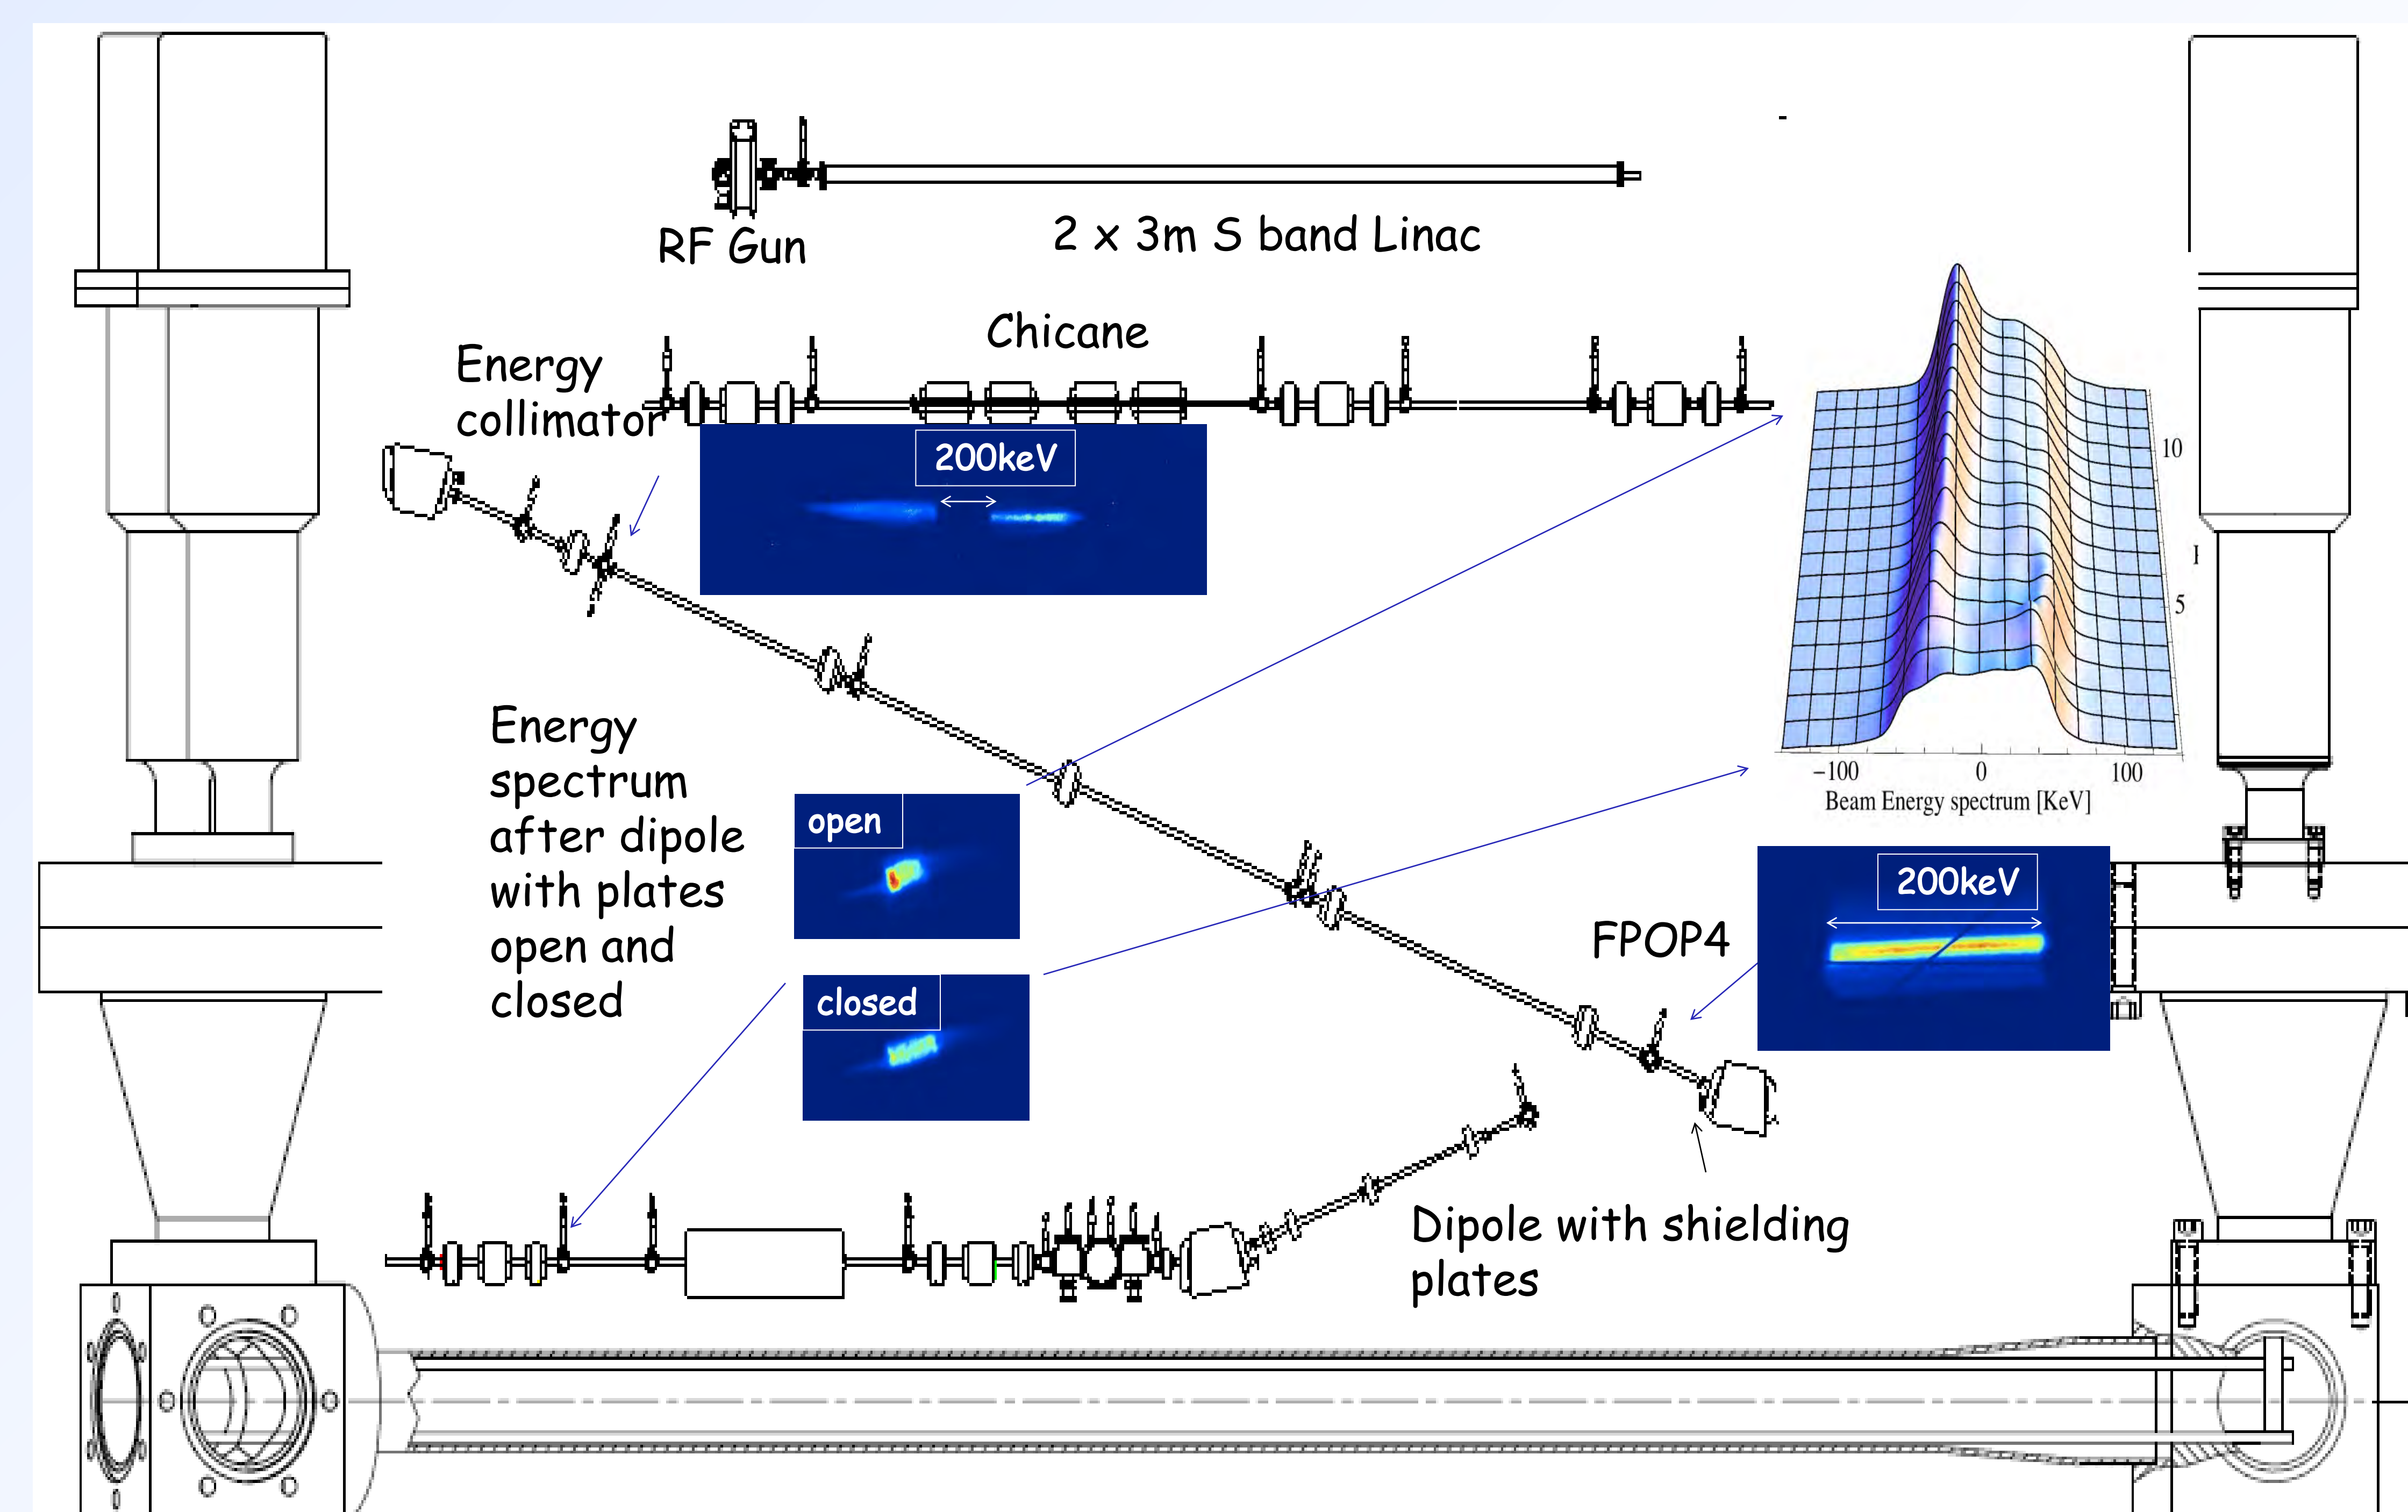 RF Gun
2 x 3m S band Linac
Chicane
Energy
collimator
200keV
10
5
-100 0 100
Beam Energy spectrum [KeV]
Energy
spectrum
after dipole
with plates
open and
closed
open
closed
200keV
FPOP4
Dipole with shielding
plates